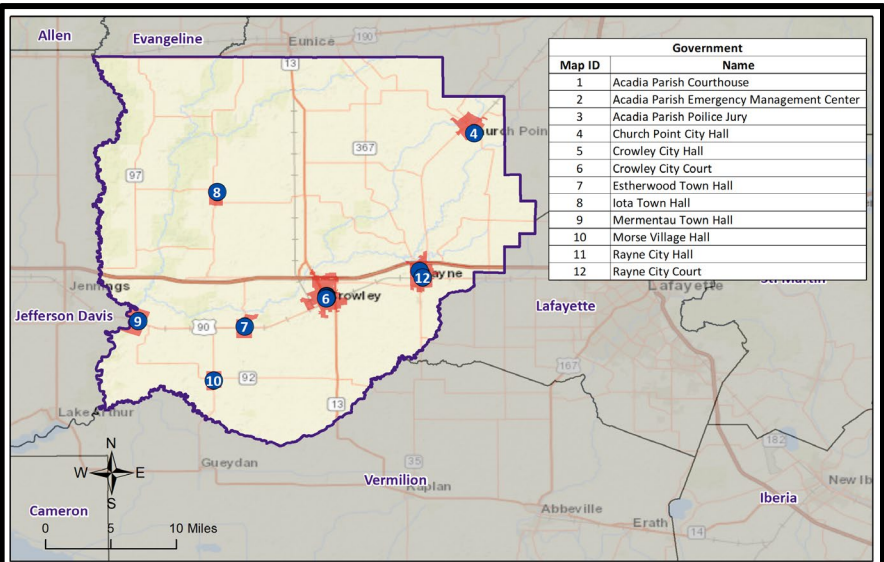 Allen
Evangeline
Eunice
190
13
Government
Map ID Name
1 Acadia Parish Courthouse
2 Acadia Parish Emergency Management Center
3 Acadia Parish Poilice Jury
4 Church Point City Hall
5 Crowley City Hall
6 Crowley City Court
7 Estherwood Town Hall
8 Iota Town Hall
9 Mermentau Town Hall
10 Morse Village Hall
11 Rayne City Hall
12 Rayne City Court
4
367
97
8
12
Jennings
6
Crowley
Lafayette
Lafayette
Jefferson Davis
9
90
7
10
92
167
13
Lake Arthur
N
W E
S
Gueydan
35
Kaplan
Vermilion
182
Iberia
Cameron
Abbeville
Erath
14
0 5 10 Miles